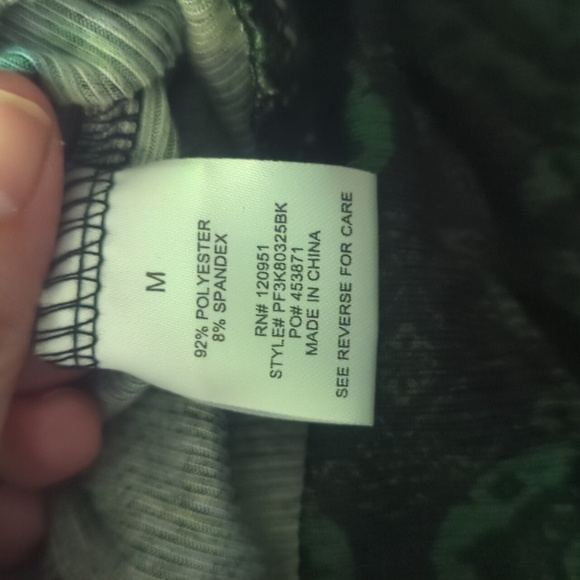 M
92% POLYESTER
8% SPANDEX
RN# 120951
STYLE# PF3K80325BK
PO# 453871
MADE IN CHINA
SEE REVERSE FOR CARE